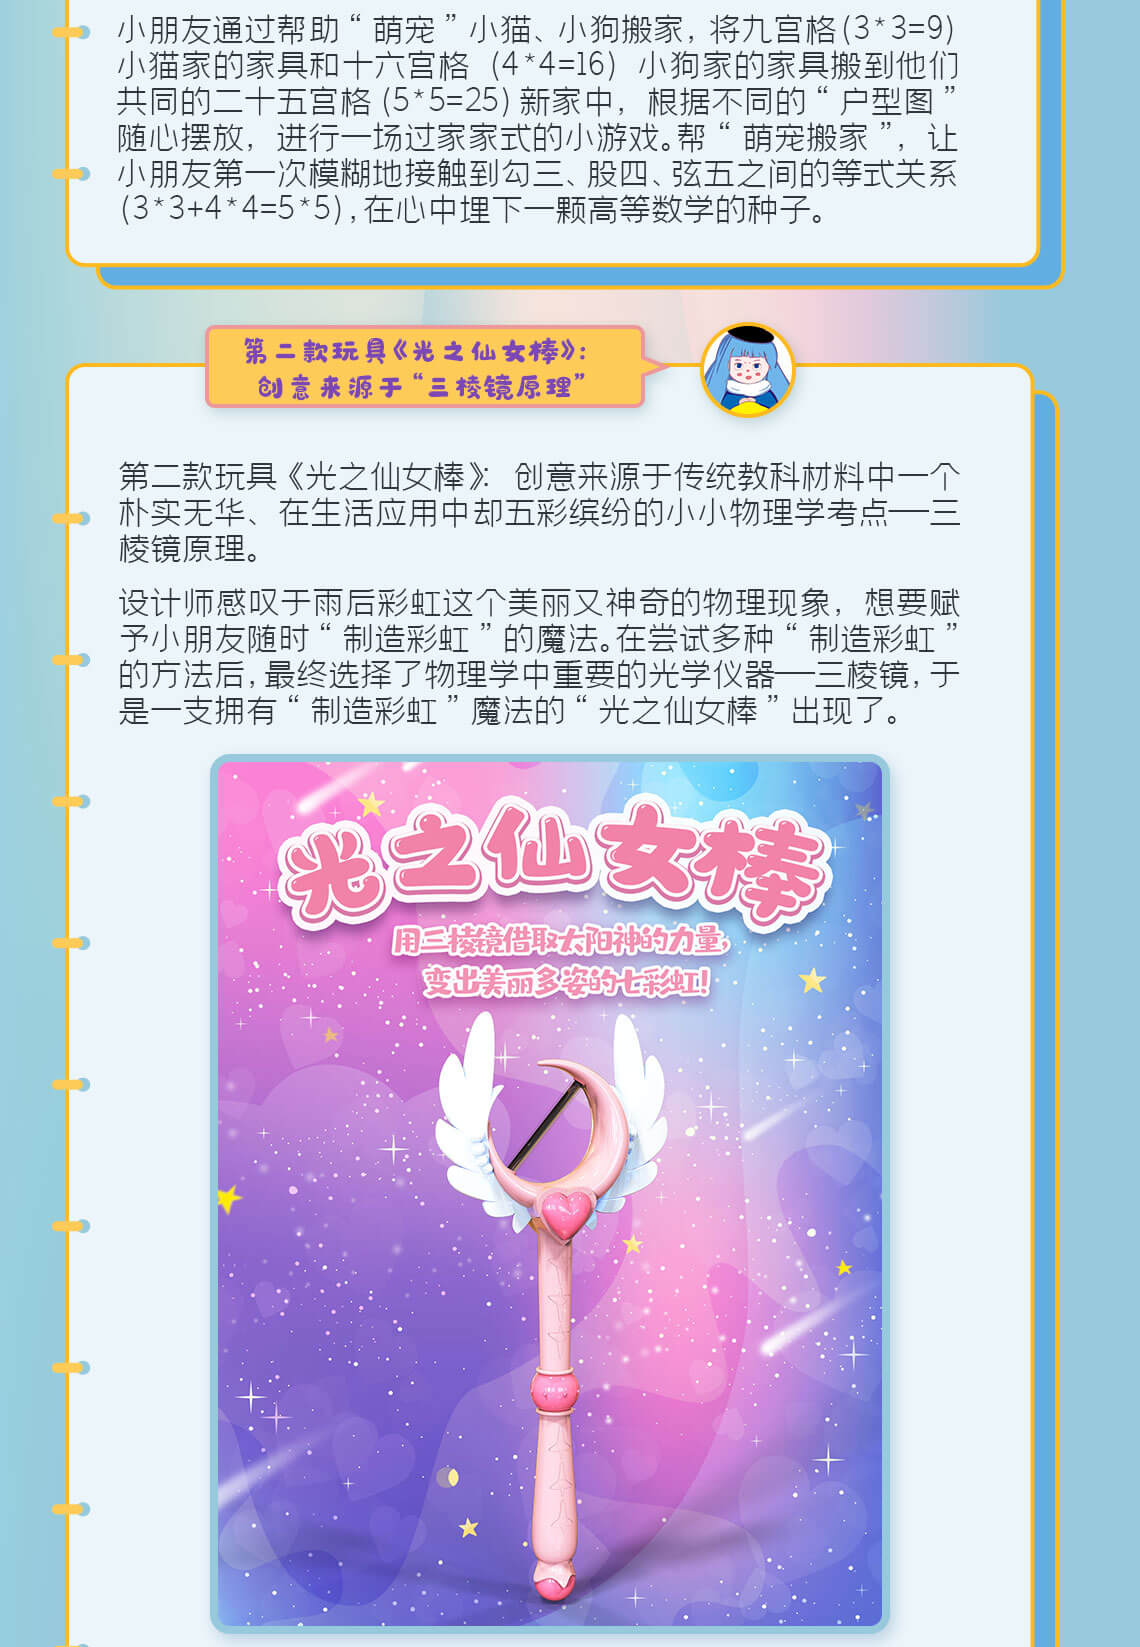 小朋友通过帮助“萌宠”小猫、小狗搬家，将九宫格(3*3=9)
小猫家的家具和十六宫格 (4*4=16) 小狗家的家具搬到他们
共同的二十五宫格(5*5=25)新家中，根据不同的“户型图”
随心摆放，进行一场过家家式的小游戏。帮“萌宠搬家”，让
小朋友第一次模糊地接触到勾三、股四、弦五之间的等式关系
(3*3+4*4=5*5)，在心中埋下一颗高等数学的种子。
第二款玩具《光之仙女棒》：
创意来源于“三棱镜原理”
第二款玩具《光之仙女棒》：创意来源于传统教科材料中一个
朴实无华、在生活应用中却五彩缤纷的小小物理学考点——三
棱镜原理。
设计师感叹于雨后彩虹这个美丽又神奇的物理现象，想要赋
予小朋友随时“制造彩虹”的魔法。在尝试多种“制造彩虹”
的方法后，最终选择了物理学中重要的光学仪器——三棱镜，于
是一支拥有“制造彩虹”魔法的“光之仙女棒”出现了。
光之仙女棒
用三棱镜借取太阳神的力量，
变出美丽多姿的七彩虹！